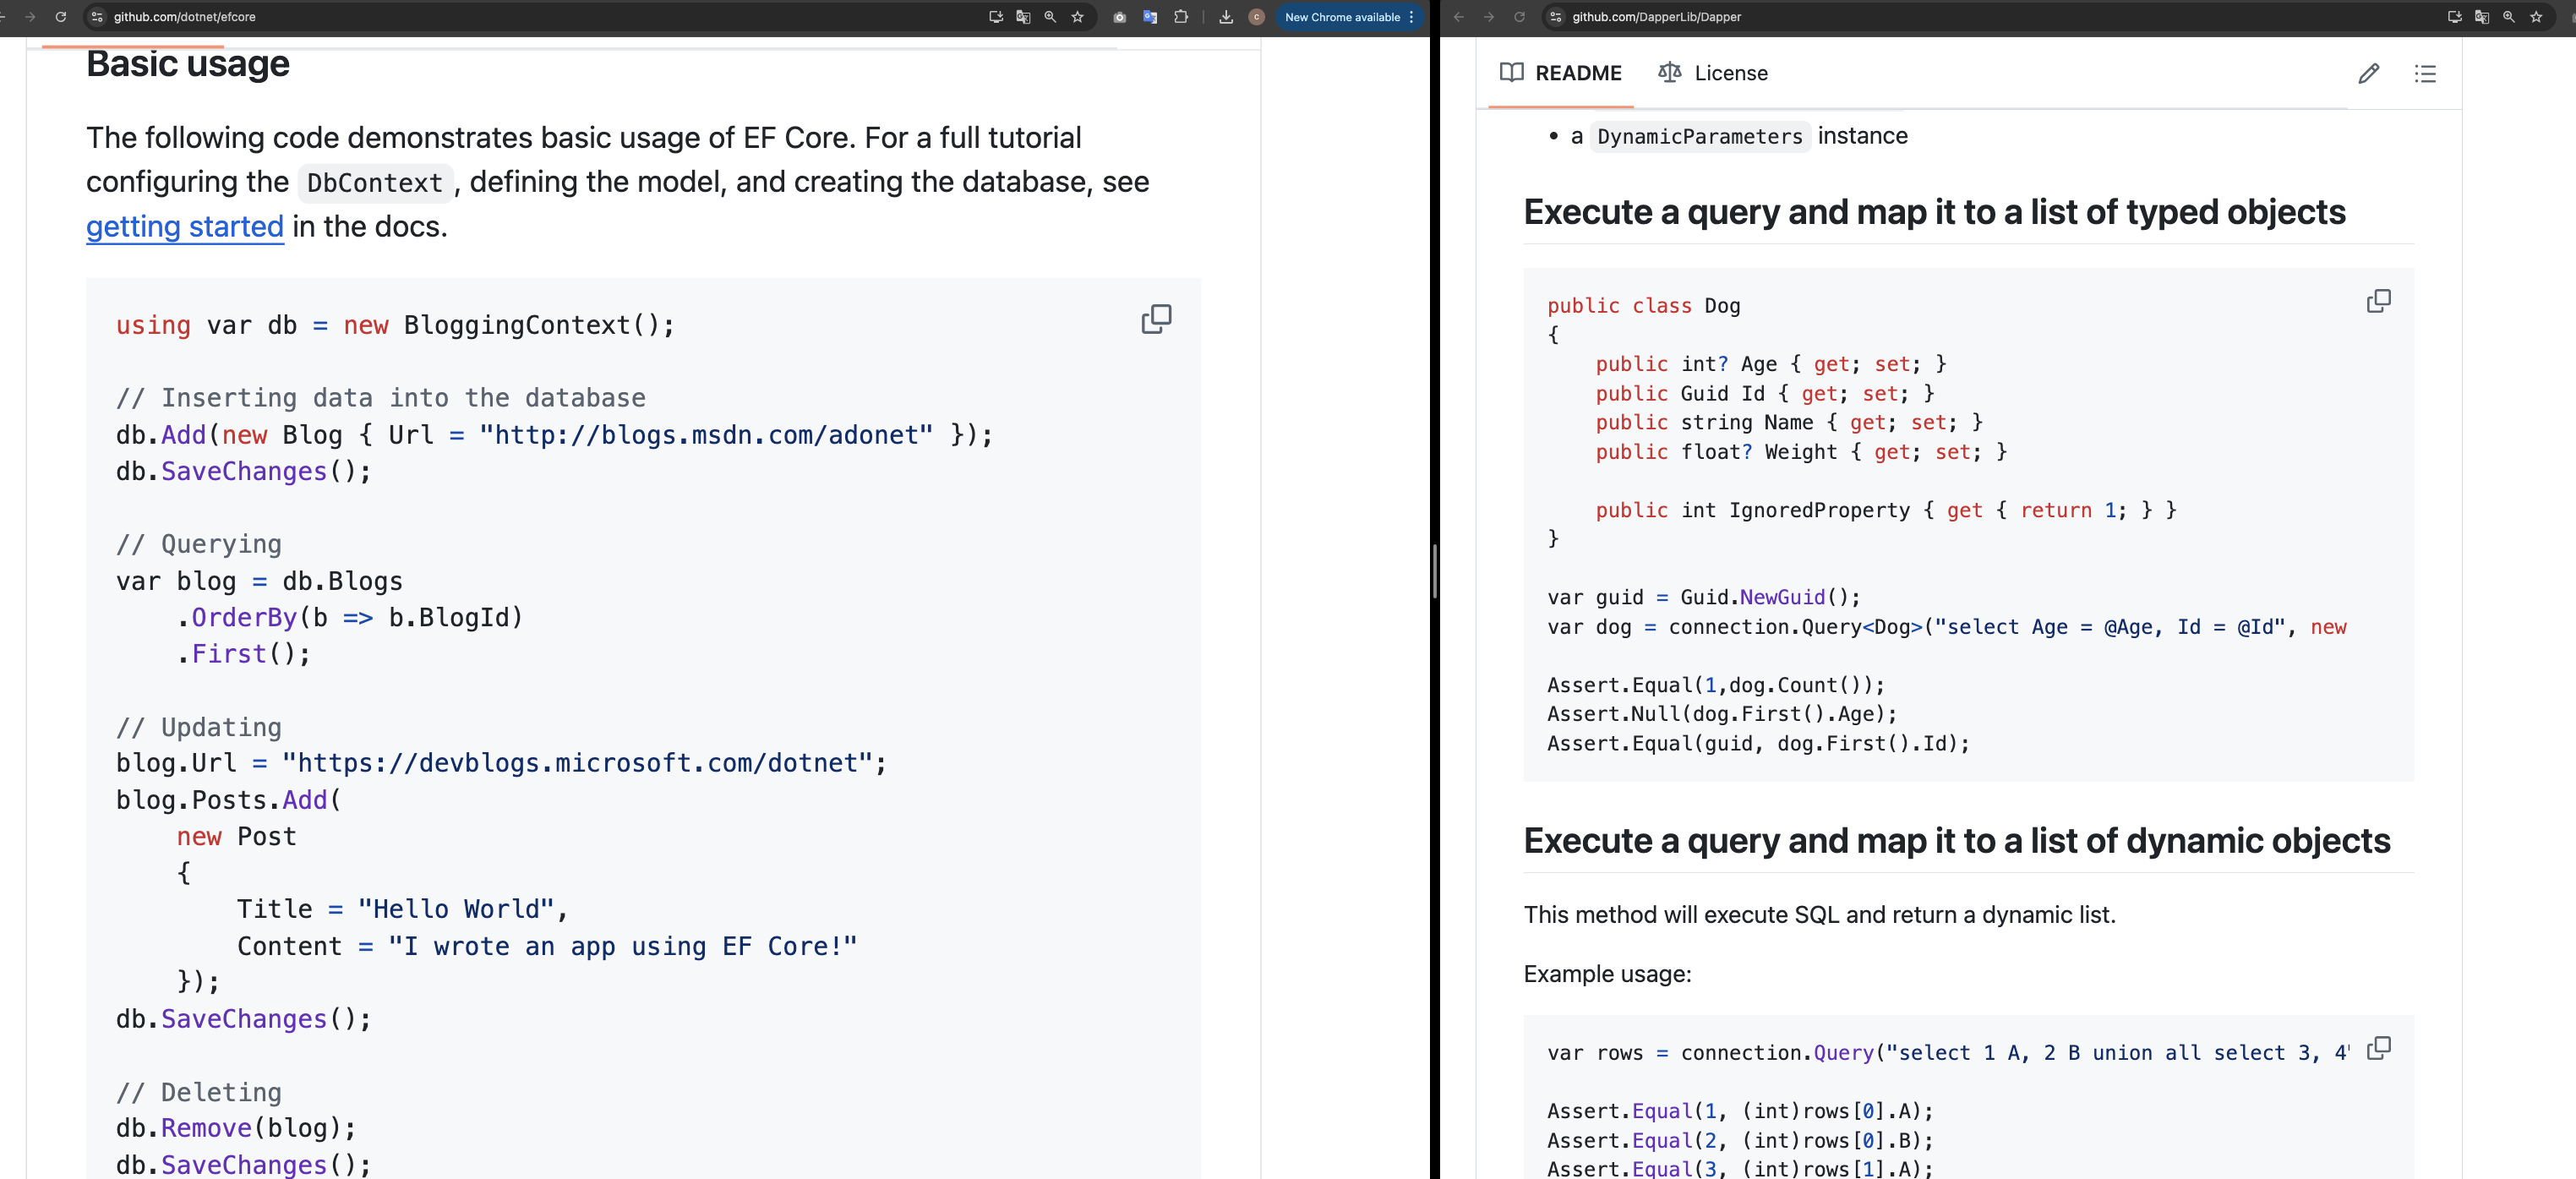 github.com/dotnet/efcore
New Chrome available
Basic usage
The following code demonstrates basic usage of EF Core. For a full tutorial
configuring the DbContext, defining the model, and creating the database, see
getting started in the docs.
using var db = new BloggingContext();
// Inserting data into the database
db.Add(new Blog { Url = "http://blogs.msdn.com/adonet" });
db.SaveChanges();
// Querying
var blog = db.Blogs
    .OrderBy(b => b.BlogId)
    .First();
// Updating
blog.Url = "https://devblogs.microsoft.com/dotnet";
blog.Posts.Add(
    new Post
    {
        Title = "Hello World",
        Content = "I wrote an app using EF Core!"
    });
db.SaveChanges();
// Deleting
db.Remove(blog);
db.SaveChanges();
github.com/DapperLib/Dapper
README
License
• a DynamicParameters instance
Execute a query and map it to a list of typed objects
public class Dog
{
    public int? Age { get; set; }
    public Guid Id { get; set; }
    public string Name { get; set; }
    public float? Weight { get; set; }
    public int IgnoredProperty { get { return 1; } }
}
var guid = Guid.NewGuid();
var dog = connection.Query<Dog>("select Age = @Age, Id = @Id", new
Assert.Equal(1,dog.Count());
Assert.Null(dog.First().Age);
Assert.Equal(guid, dog.First().Id);
Execute a query and map it to a list of dynamic objects
This method will execute SQL and return a dynamic list.
Example usage:
var rows = connection.Query("select 1 A, 2 B union all select 3, 4'
Assert.Equal(1, (int)rows[0].A);
Assert.Equal(2, (int)rows[0].B);
Assert.Equal(3, (int)rows[1].A);